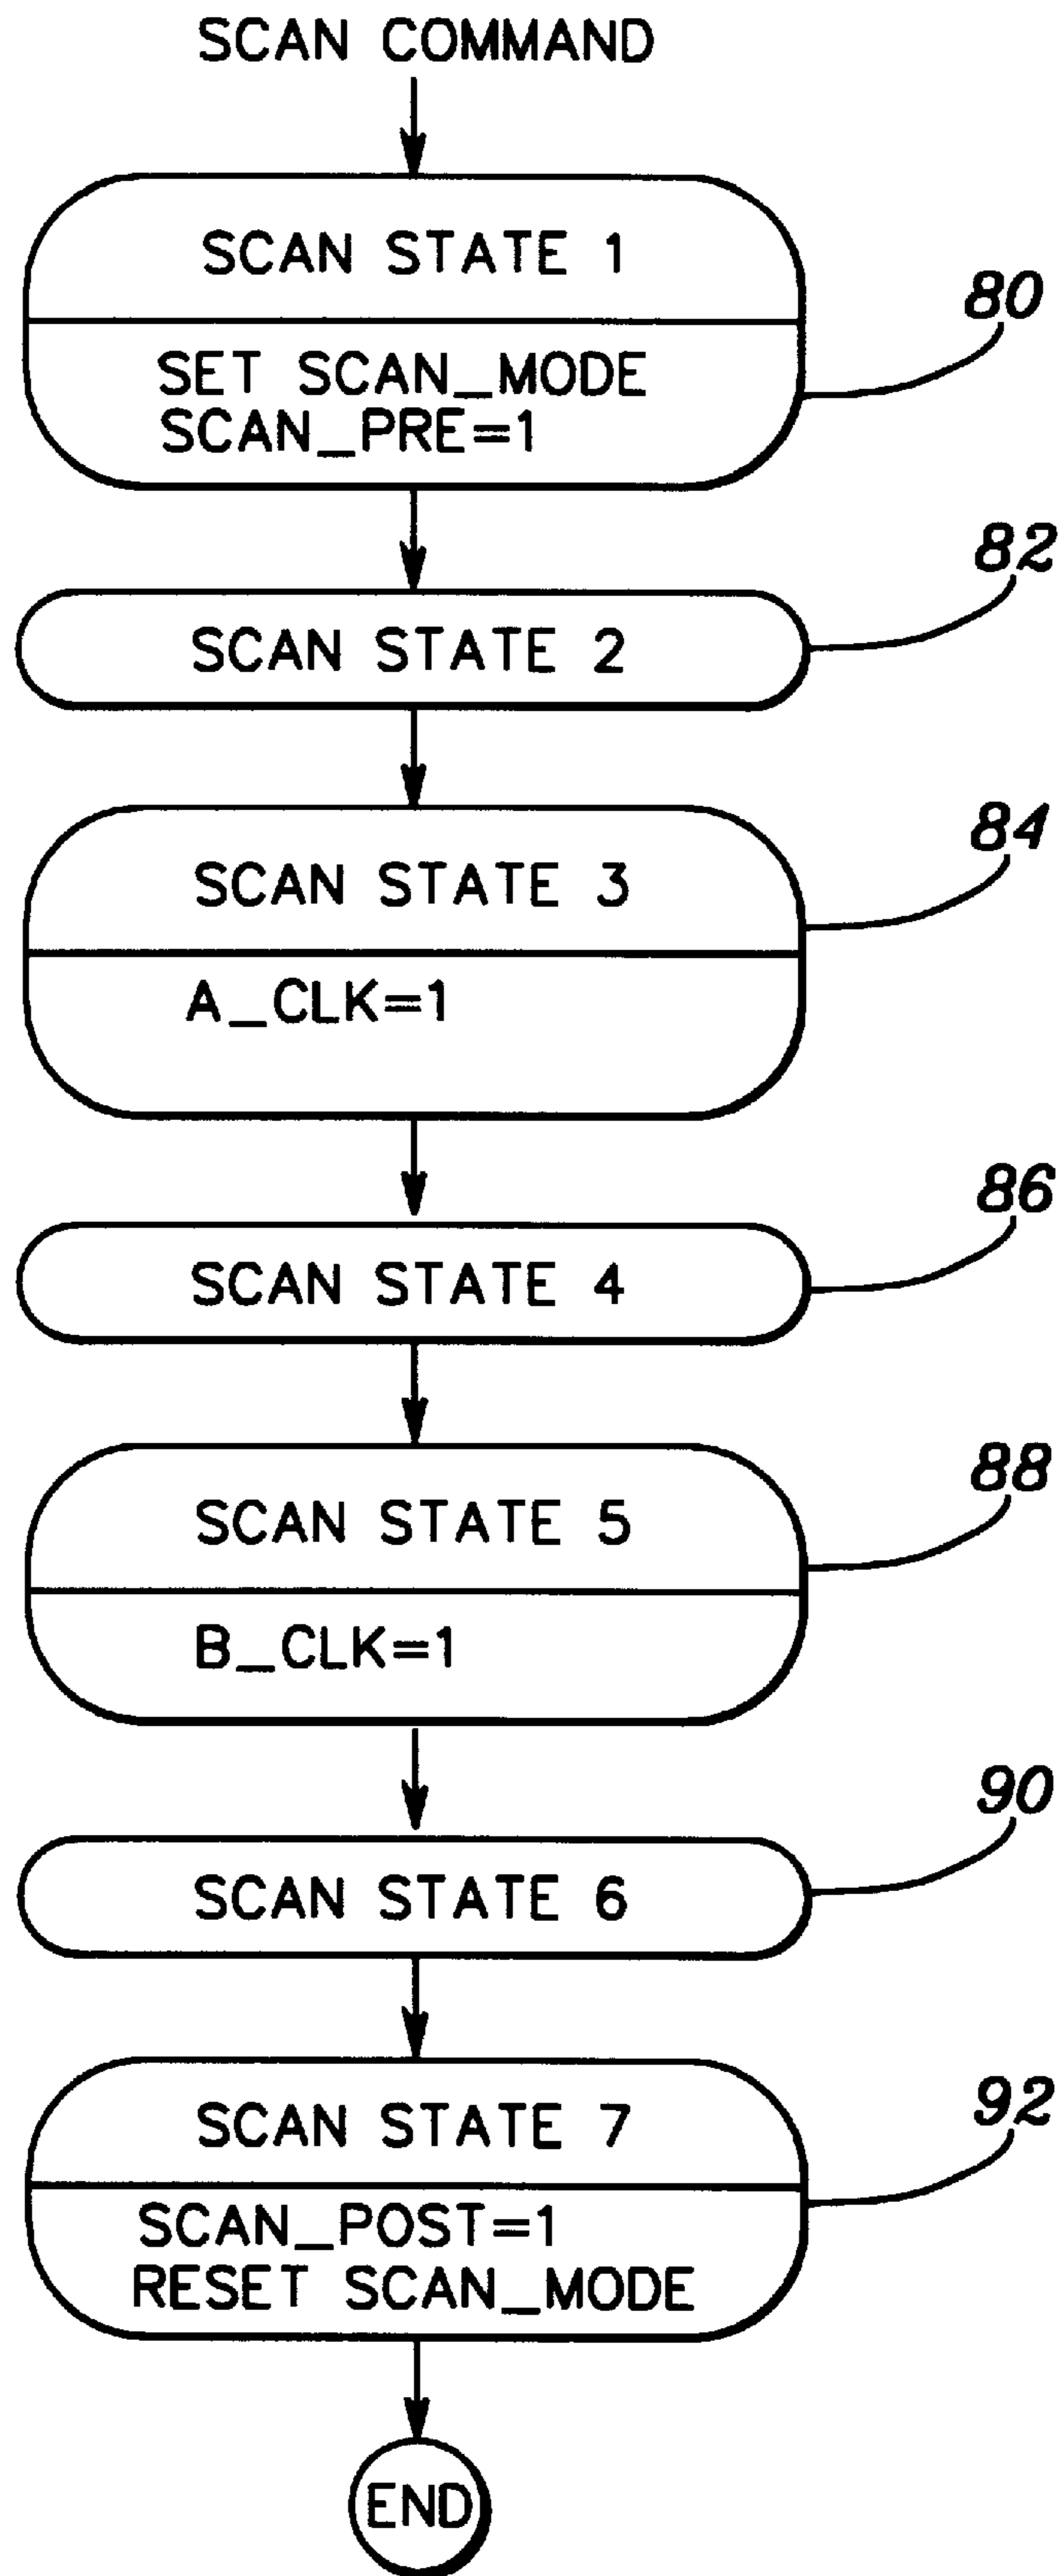 SCAN COMMAND
SCAN STATE 1
80
SET SCAN_MODE
SCAN_PRE=1
82
SCAN STATE 2
84
SCAN STATE 3
A_CLK=1
86
SCAN STATE 4
88
SCAN STATE 5
B_CLK=1
90
SCAN STATE 6
92
SCAN STATE 7
SCAN_POST=1
RESET SCAN_MODE
END